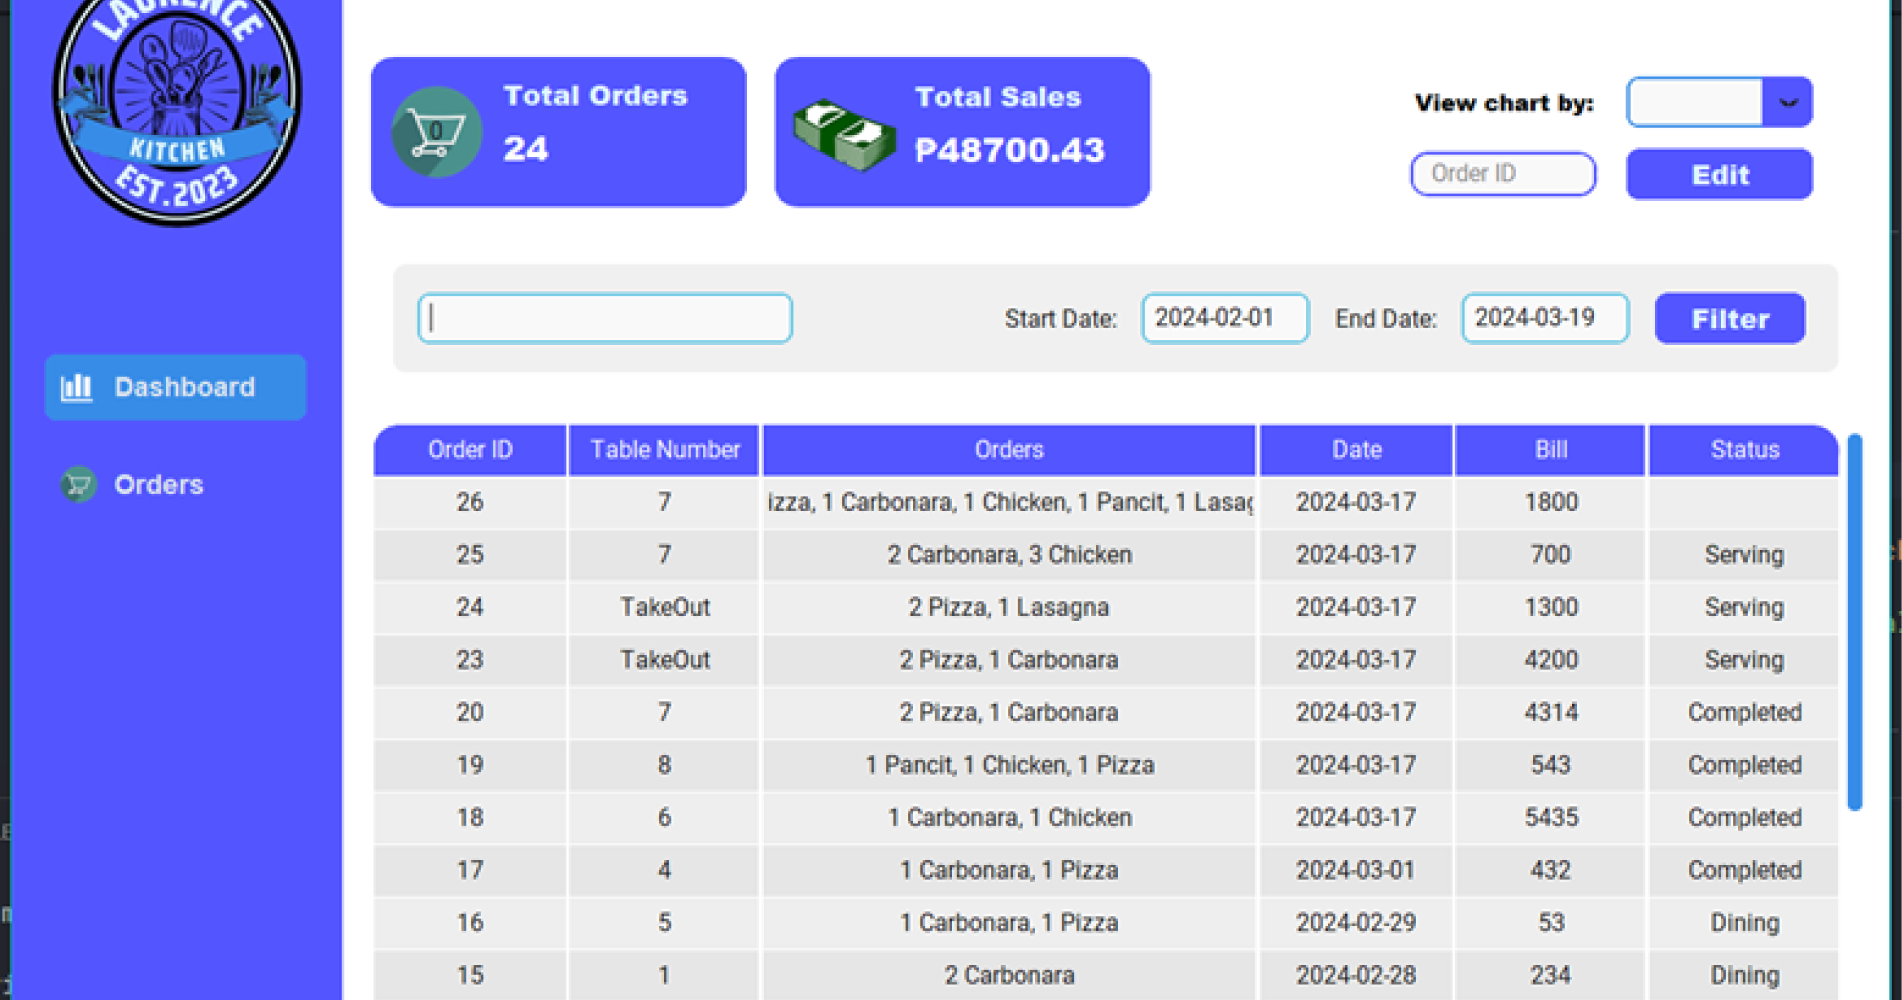 LAURENCE
KITCHEN
EST.2023
Dashboard
Orders
Total Orders
0
24
Total Sales
₱48700.43
View chart by:
Order ID
Edit
Start Date: 2024-02-01 End Date: 2024-03-19 Filter
Order ID Table Number Orders Date Bill Status
26 7 izza, 1 Carbonara, 1 Chicken, 1 Pancit, 1 Lasag 2024-03-17 1800
25 7 2 Carbonara, 3 Chicken 2024-03-17 700 Serving
24 TakeOut 2 Pizza, 1 Lasagna 2024-03-17 1300 Serving
23 TakeOut 2 Pizza, 1 Carbonara 2024-03-17 4200 Serving
20 7 2 Pizza, 1 Carbonara 2024-03-17 4314 Completed
19 8 1 Pancit, 1 Chicken, 1 Pizza 2024-03-17 543 Completed
18 6 1 Carbonara, 1 Chicken 2024-03-17 5435 Completed
17 4 1 Carbonara, 1 Pizza 2024-03-01 432 Completed
16 5 1 Carbonara, 1 Pizza 2024-02-29 53 Dining
15 1 2 Carbonara 2024-02-28 234 Dining